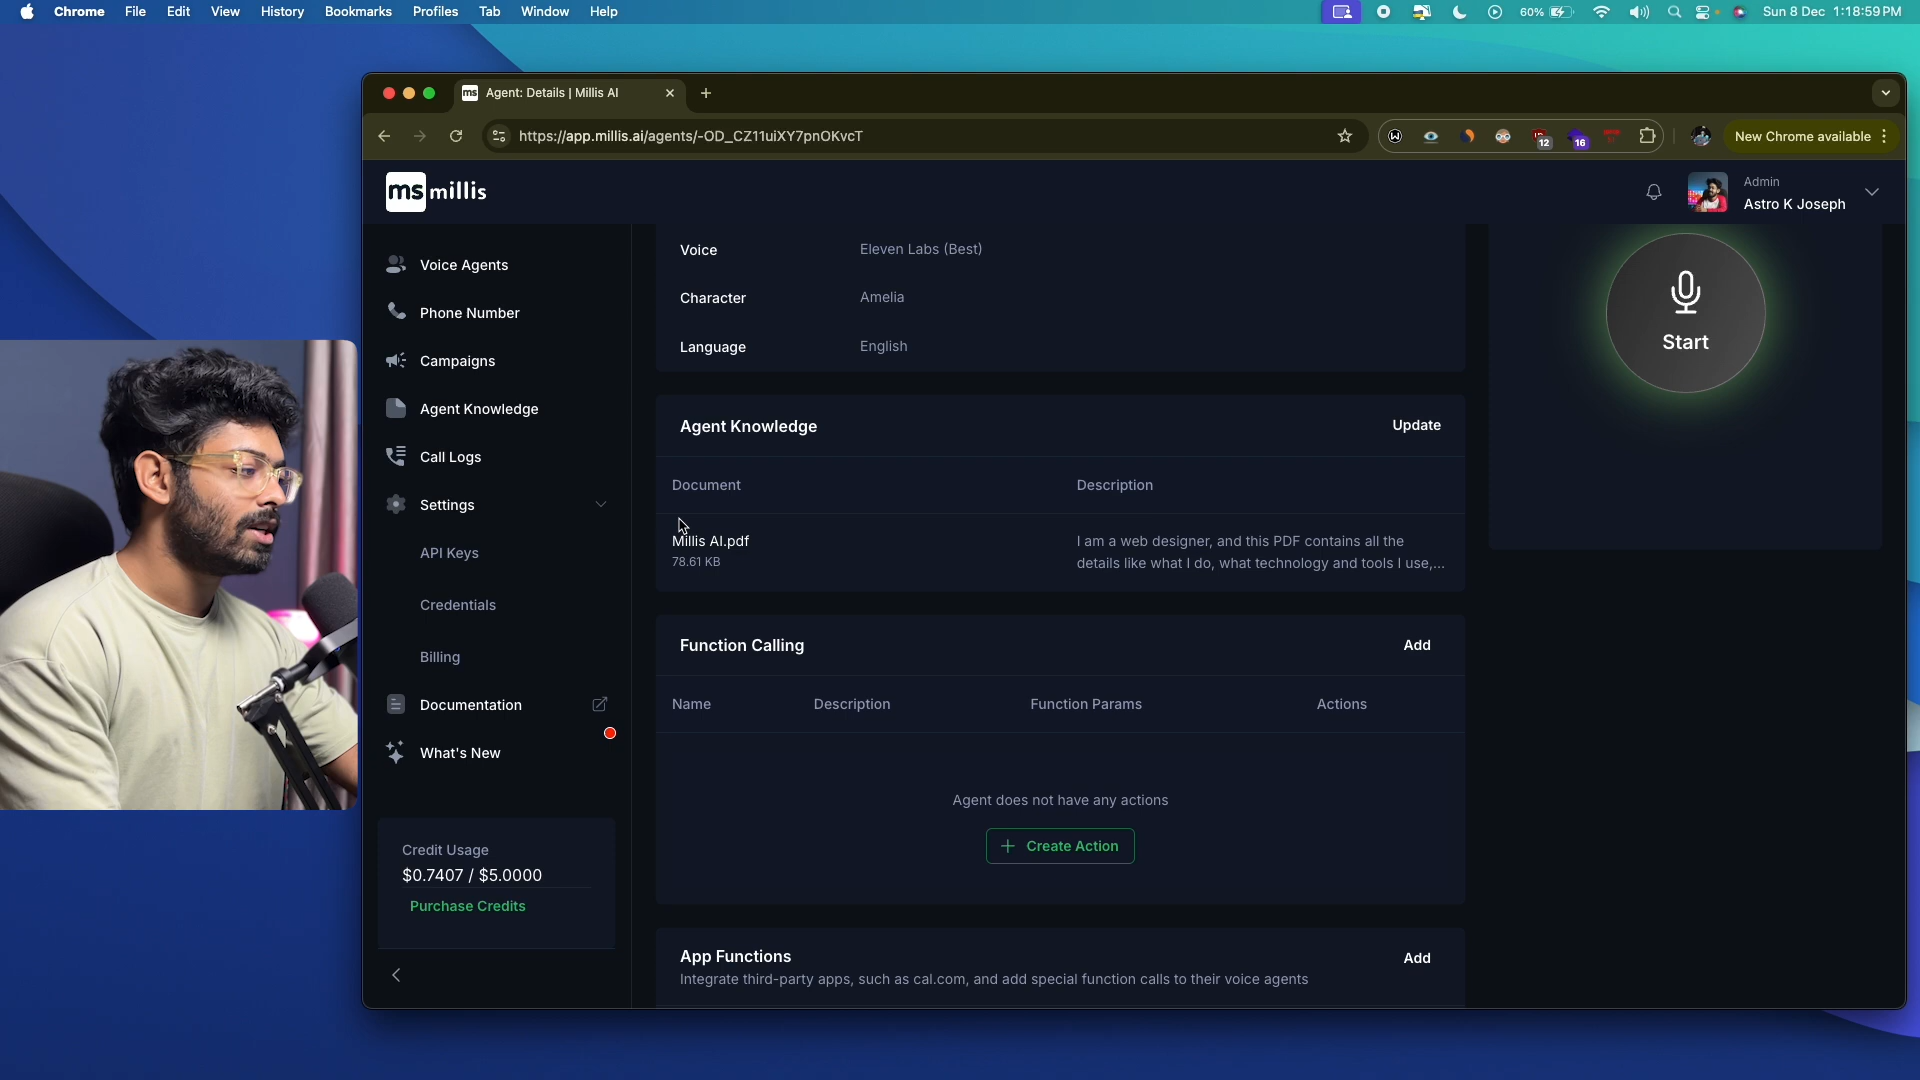 Chrome File Edit View History Bookmarks Profiles Tab Window Help
60% Sun 8 Dec 1:18:59 PM
ms Agent: Details | Millis AI
https://app.millis.ai/agents/-OD_CZ11uiXY7pnOKvcT
12 16 New Chrome available
ms millis
Admin
Astro K Joseph
Voice Agents
Phone Number
Campaigns
Agent Knowledge
Call Logs
Settings
API Keys
Credentials
Billing
Documentation
What's New
Credit Usage
$0.7407 / $5.0000
Purchase Credits
Voice Eleven Labs (Best)
Character Amelia
Language English
Agent Knowledge Update
Document Description
Millis AI.pdf
78.61 KB
I am a web designer, and this PDF contains all the
details like what I do, what technology and tools I use,...
Function Calling Add
Name Description Function Params Actions
Agent does not have any actions
Create Action
App Functions Add
Integrate third-party apps, such as cal.com, and add special function calls to their voice agents
Start